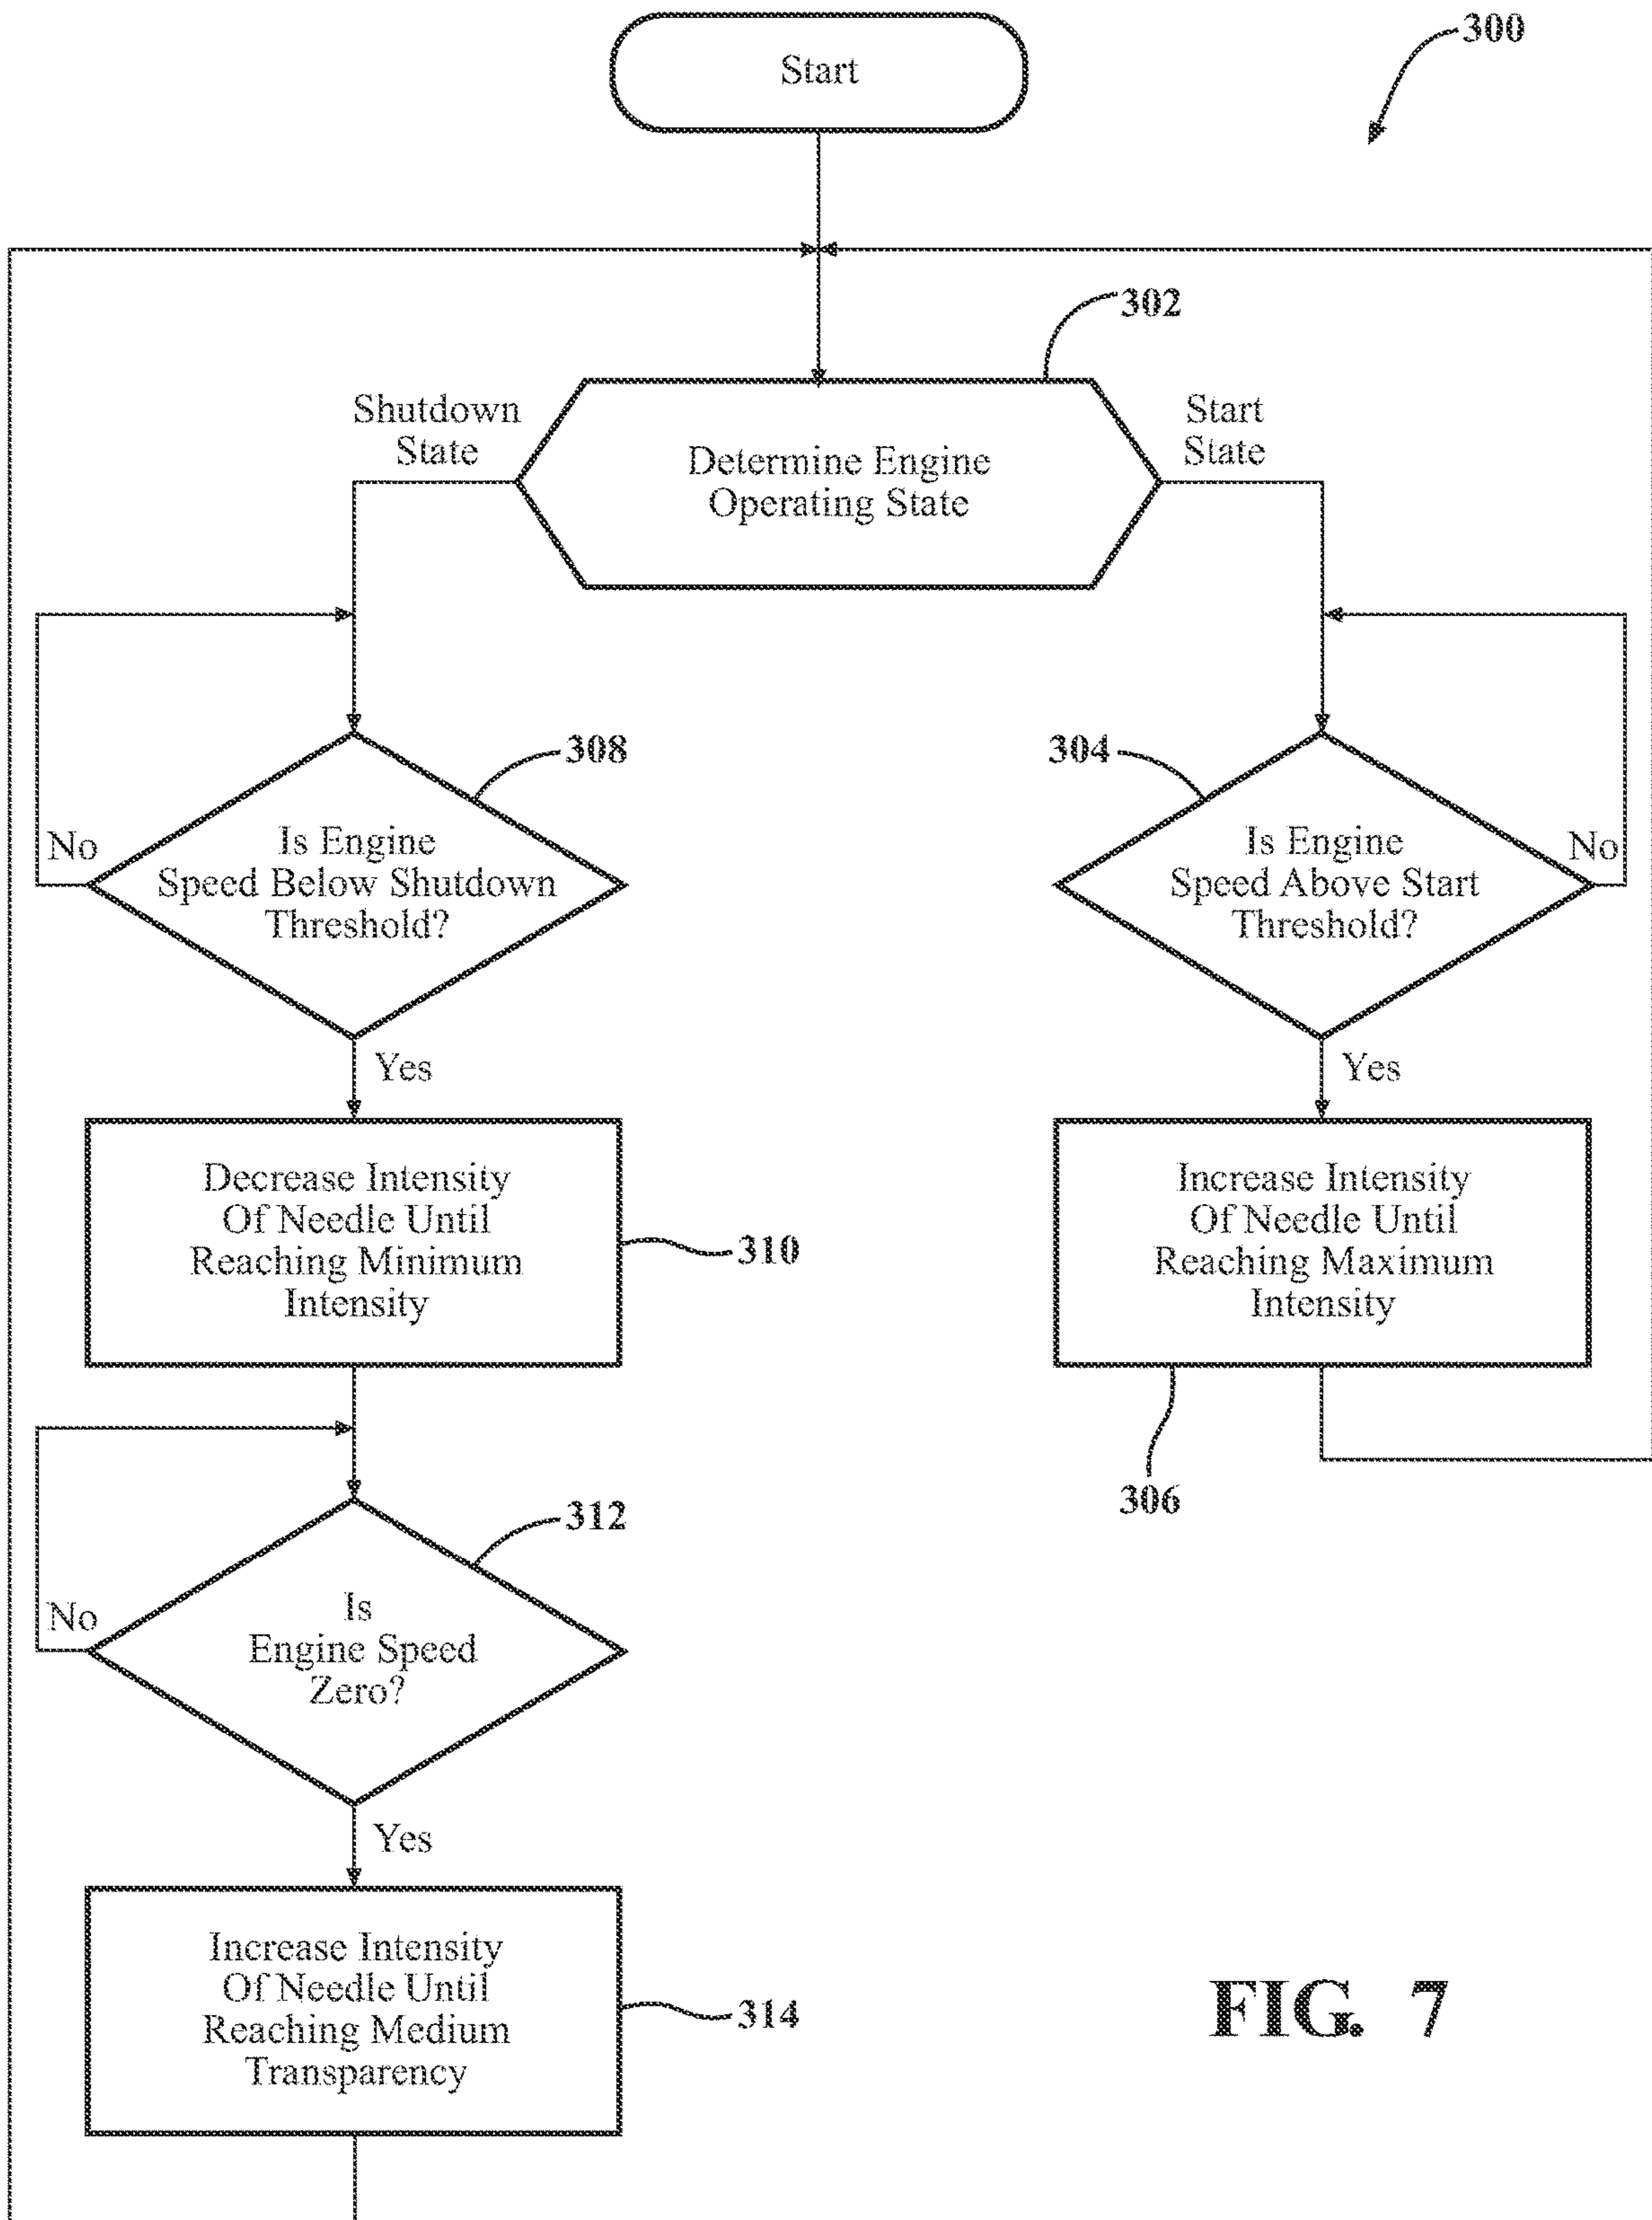 Start
300
302
Shutdown
State
Determine Engine
Operating State
Start
State
308
Is Engine
Speed Below Shutdown
Threshold?
No
Yes
304
Is Engine
Speed Above Start
Threshold?
No
Yes
Decrease Intensity
Of Needle Until
Reaching Minimum
Intensity
310
Increase Intensity
Of Needle Until
Reaching Maximum
Intensity
306
312
Is
Engine Speed
Zero?
No
Yes
Increase Intensity
Of Needle Until
Reaching Medium
Transparency
314
FIG. 7